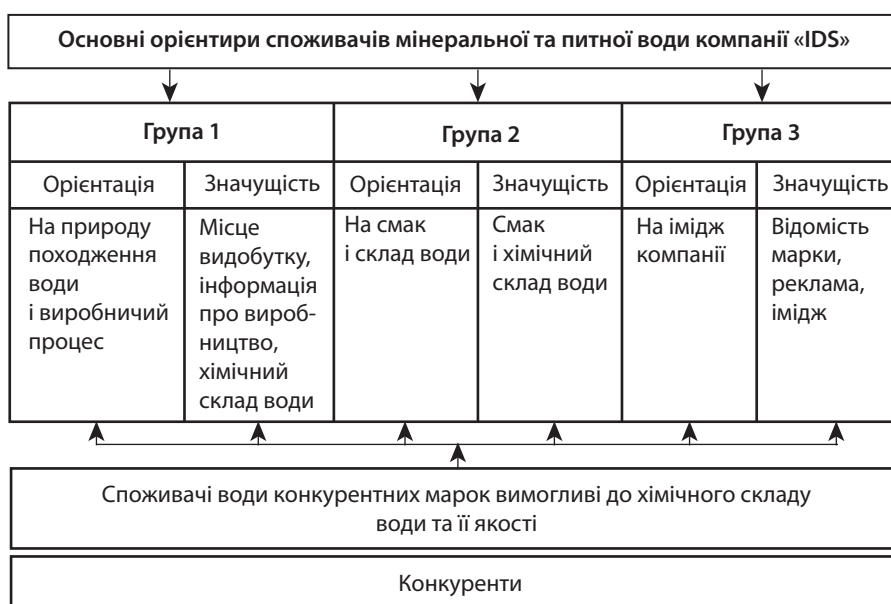 Основні орієнтири споживачів мінеральної та питної води компанії «IDS»
Група 1
Група 2
Група 3
Орієнтація
Значущість
Орієнтація
Значущість
Орієнтація
Значущість
На природу
походження
води
і виробничий
процес
Місце
видобутку,
інформація
про вироб-
ництво,
хімічний
склад води
На смак
і склад води
Смак
і хімічний
склад води
На імідж
компанії
Відомість
марки,
реклама,
імідж
Споживачі води конкурентних марок вимогливі до хімічного складу
води та її якості
Конкуренти